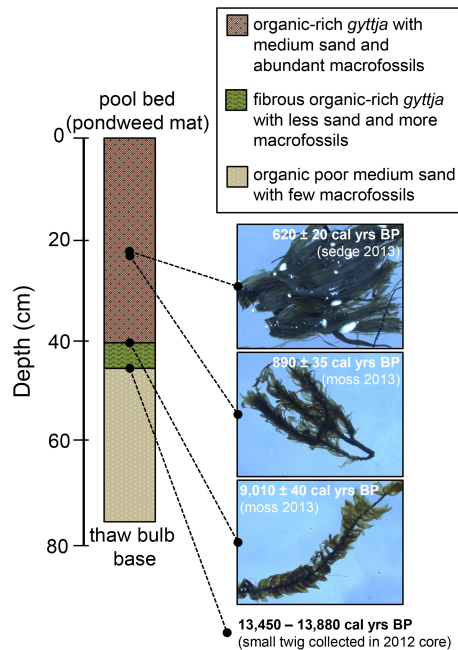 organic-rich gyttja with
medium sand and
abundant macrofossils
fibrous organic-rich gyttja
with less sand and more
macrofossils
organic poor medium sand
with few macrofossils
pool bed
(pondweed mat)
0
20
40
60
80
Depth (cm)
thaw bulb
base
620 ± 20 cal yrs BP
(sedge 2013)
890 ± 35 cal yrs BP
(moss 2013)
9,010 ± 40 cal yrs BP
(moss 2013)
13,450 – 13,880 cal yrs BP
(small twig collected in 2012 core)